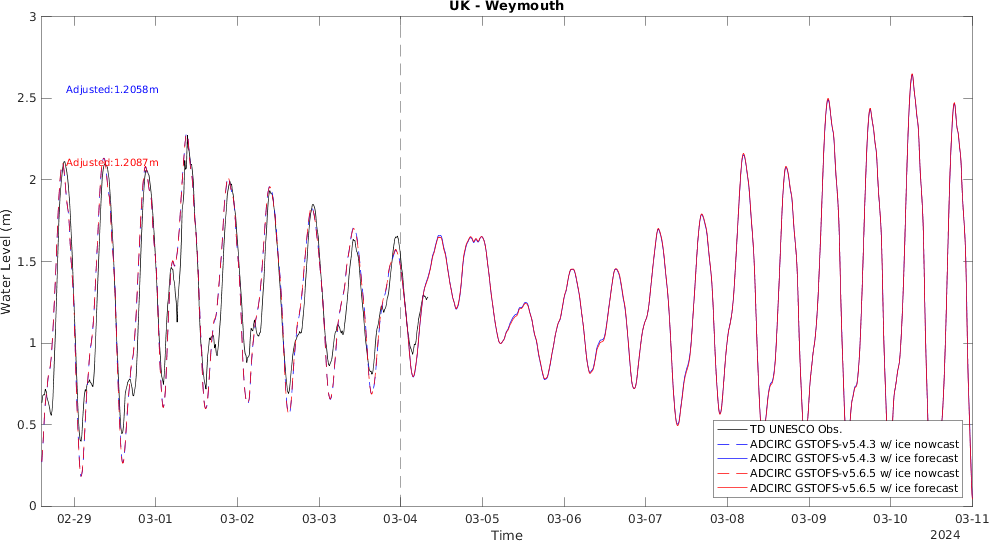 UK - Weymouth
3
2.5
2
1.5
1
0.5
0
Water Level (m)
Adjusted:1.2058m
Adjusted:1.2087m
TD UNESCO Obs.
ADCIRC GSTOFS-v5.4.3 w/ ice nowcast
ADCIRC GSTOFS-v5.4.3 w/ ice forecast
ADCIRC GSTOFS-v5.6.5 w/ ice nowcast
ADCIRC GSTOFS-v5.6.5 w/ ice forecast
02-29 03-01 03-02 03-03 03-04 03-05 03-06 03-07 03-08 03-09 03-10 03-11
Time
2024